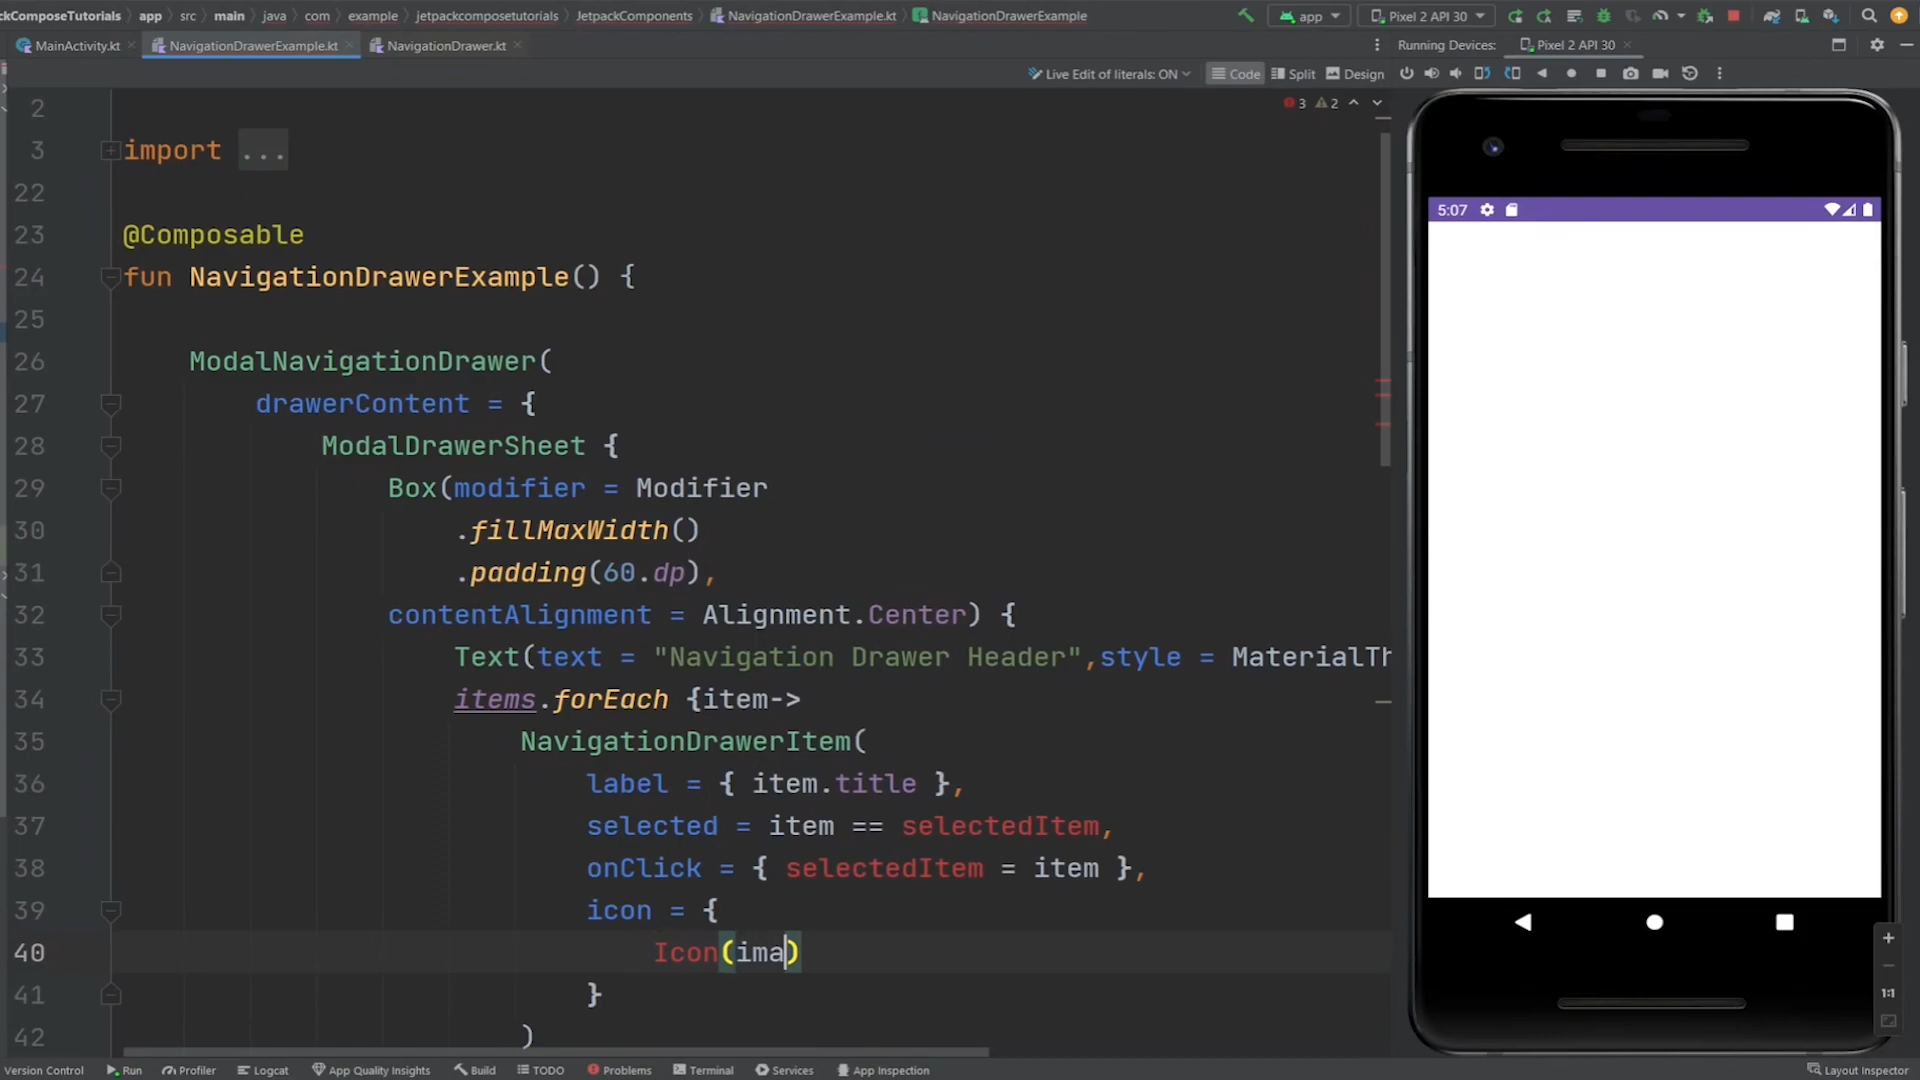 ckComposeTutorials app src main java com example jetpackcomposetutorials JetpackComponents NavigationDrawerExample.kt NavigationDrawerExample app Pixel 2 API 30
MainActivity.kt NavigationDrawerExample.kt NavigationDrawer.kt Running Devices: Pixel 2 API 30
Live Edit of literals: ON Code Split Design
3 2
2
3 import ...
22
23 @Composable
24 fun NavigationDrawerExample() {
25
26 ModalNavigationDrawer(
27 drawerContent = {
28 ModalDrawerSheet {
29 Box(modifier = Modifier
30 .fillMaxWidth()
31 .padding(60.dp),
32 contentAlignment = Alignment.Center) {
33 Text(text = "Navigation Drawer Header",style = MaterialTh
34 items.forEach {item->
35 NavigationDrawerItem(
36 label = { item.title },
37 selected = item == selectedItem,
38 onClick = { selectedItem = item },
39 icon = {
40 Icon(ima)
41 }
42 )
5:07
1:1
Version Control Run Profiler Logcat App Quality Insights Build TODO Problems Terminal Services App Inspection Layout Inspector